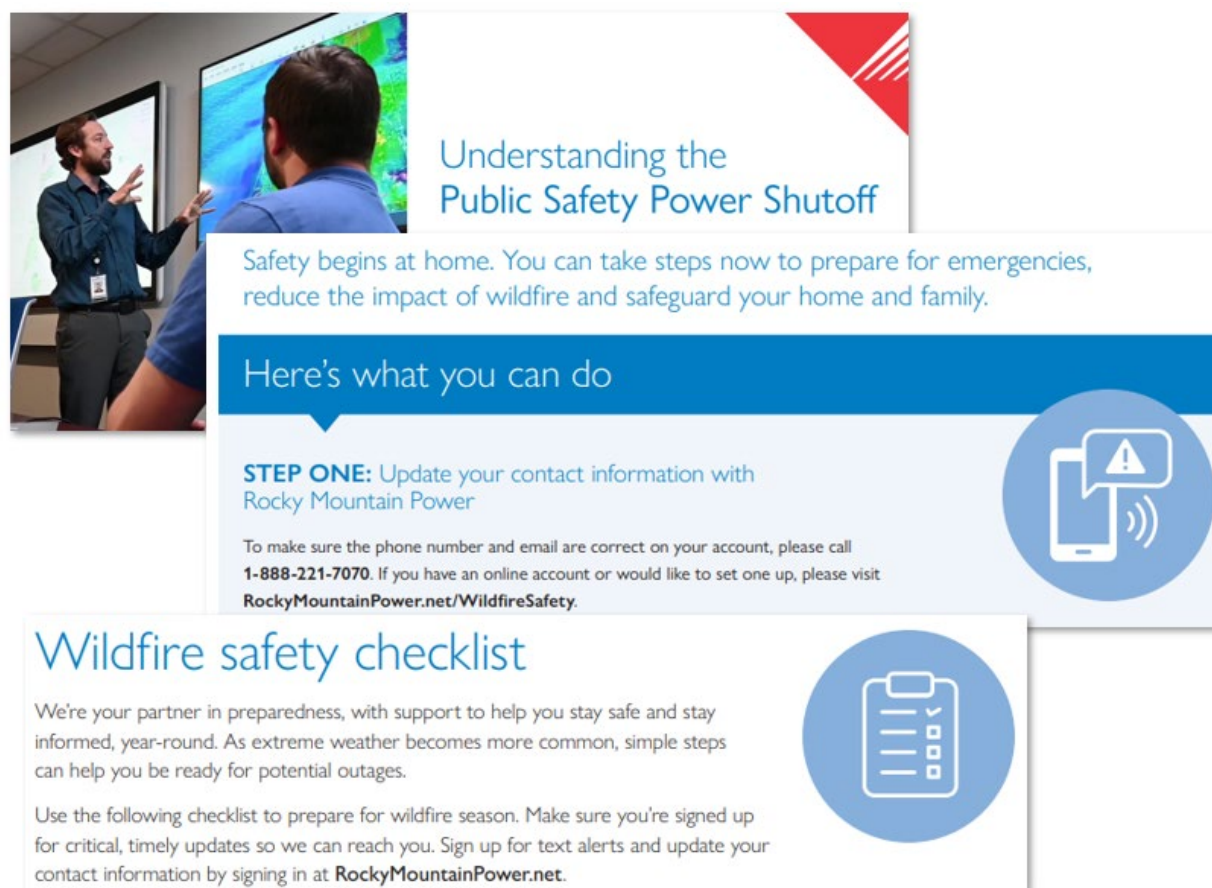 Understanding the
Public Safety Power Shutoff
Safety begins at home. You can take steps now to prepare for emergencies,
reduce the impact of wildfire and safeguard your home and family.
Here's what you can do
STEP ONE: Update your contact information with
Rocky Mountain Power
To make sure the phone number and email are correct on your account, please call
1-888-221-7070. If you have an online account or would like to set one up, please visit
RockyMountainPower.net/WildfireSafety.
Wildfire safety checklist
We're your partner in preparedness, with support to help you stay safe and stay
informed, year-round. As extreme weather becomes more common, simple steps
can help you be ready for potential outages.
Use the following checklist to prepare for wildfire season. Make sure you're signed up
for critical, timely updates so we can reach you. Sign up for text alerts and update your
contact information by signing in at RockyMountainPower.net.